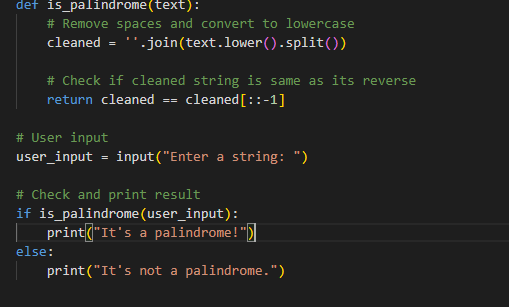 def is_palindrome(text):
    # Remove spaces and convert to lowercase
    cleaned = ''.join(text.lower().split())

    # Check if cleaned string is same as its reverse
    return cleaned == cleaned[::-1]

# User input
user_input = input("Enter a string: ")

# Check and print result
if is_palindrome(user_input):
    print("It's a palindrome!")
else:
    print("It's not a palindrome.")